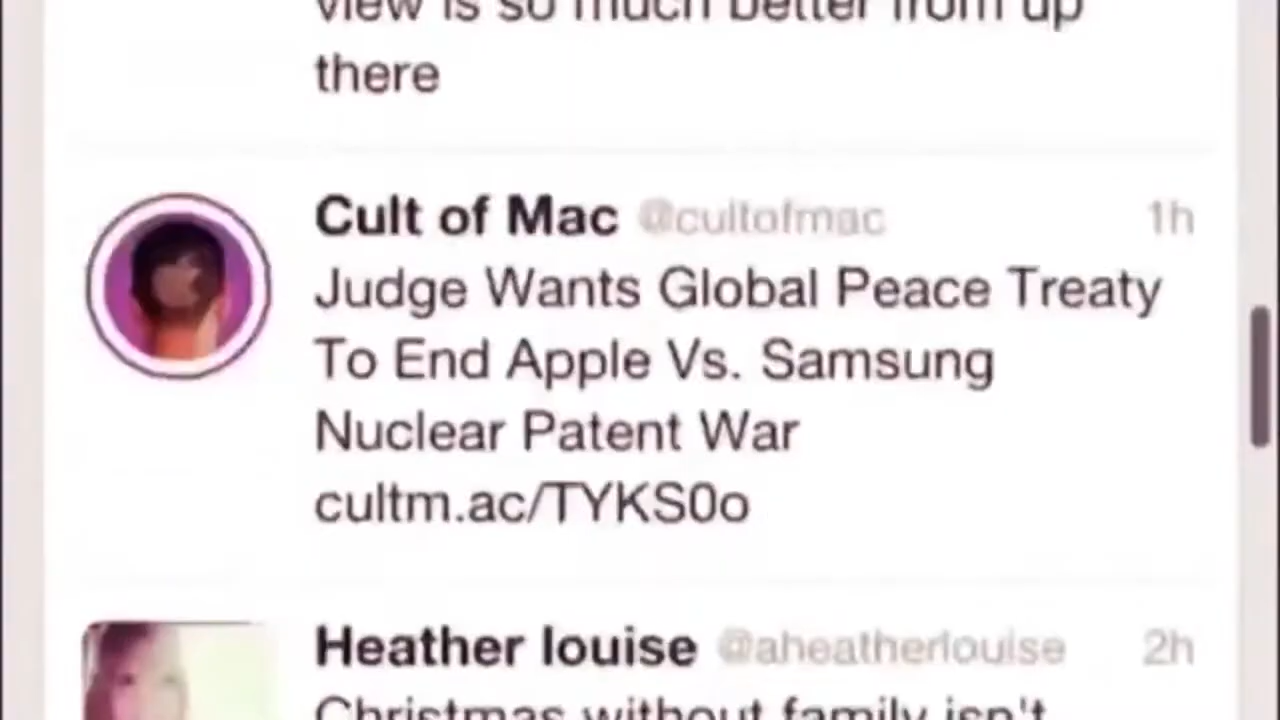 view is so much better from up
there
Cult of Mac @cultofmac 1h
Judge Wants Global Peace Treaty
To End Apple Vs. Samsung
Nuclear Patent War
cultm.ac/TYKS0o
Heather louise @aheatherlouise 2h
Christmas without family isn't